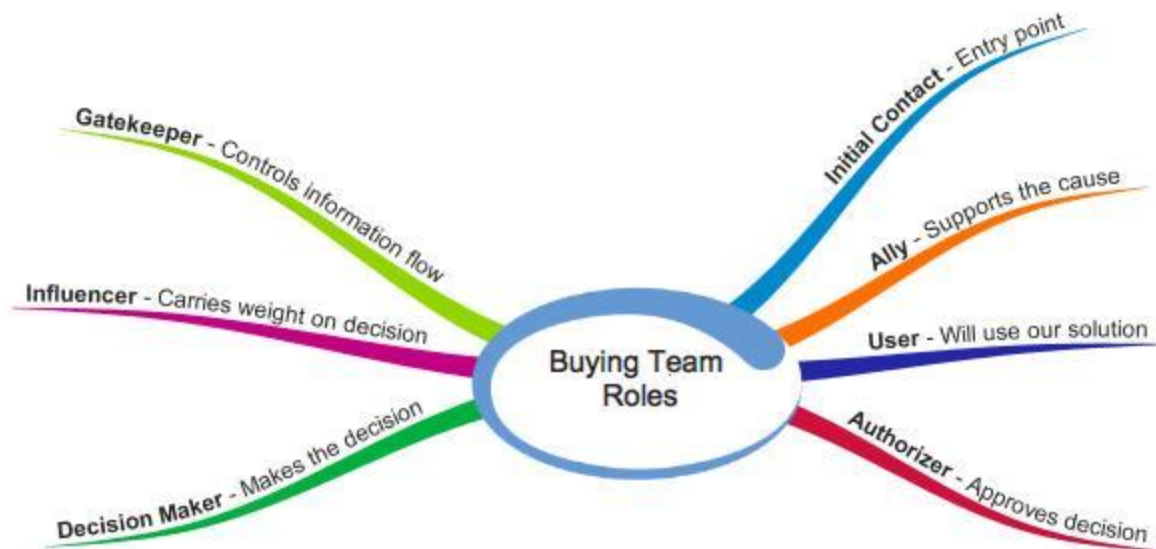 Buying Team
Roles
Initial Contact - Entry point
Ally - Supports the cause
User - Will use our solution
Authorizer - Approves decision
Gatekeeper - Controls information flow
Influencer - Carries weight on decision
Decision Maker - Makes the decision